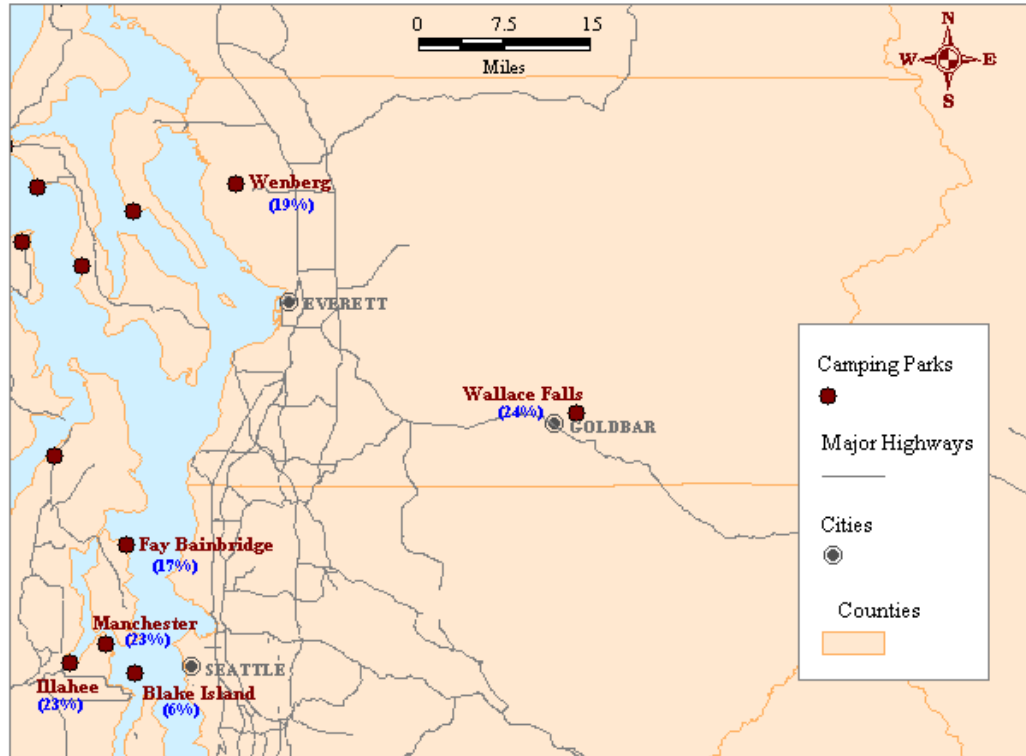 0 7.5 15
Miles
N
W E
S
Wenberg
(19%)
EVERETT
Wallace Falls
(24%)
GOLDBAR
Camping Parks
Major Highways
Cities
Counties
Fay Bainbridge
(17%)
Manchester
(23%)
SEATTLE
Illahee
(23%)
Blake Island
(6%)